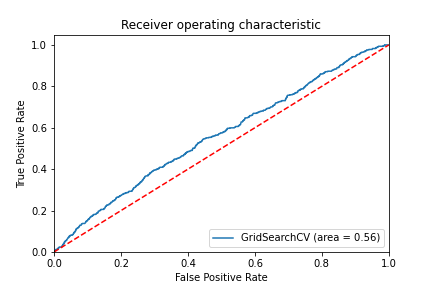 Receiver operating characteristic
1.0
0.8
0.6
0.4
0.2
0.0
True Positive Rate
GridSearchCV (area = 0.56)
0.0 0.2 0.4 0.6 0.8 1.0
False Positive Rate